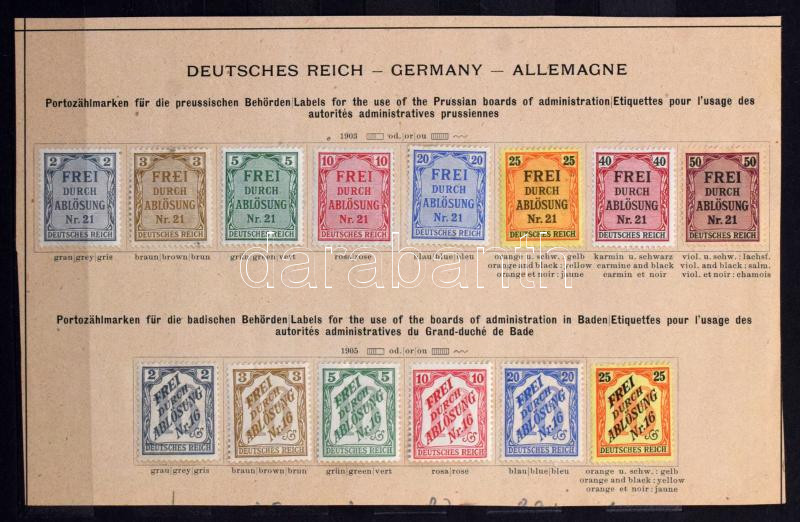 DEUTSCHES REICH — GERMANY — ALLEMAGNE
Portozählmarken für die preussischen Behörden|Labels for the use of the Prussian boards of administration|Etiquettes pour l'usage des
autorités administratives prussiennes
1903 od.|or|ou
2 2 3 3 5 5 10 10 20 20 25 25 40 40 50 50
FREI FREI FREI FREI FREI FREI FREI FREI
DURCH DURCH DURCH DURCH DURCH DURCH DURCH DURCH
ABLÖSUNG ABLÖSUNG ABLÖSUNG ABLÖSUNG ABLÖSUNG ABLÖSUNG ABLÖSUNG ABLÖSUNG
Nr. 21 Nr. 21 Nr. 21 Nr. 21 Nr. 21 Nr. 21 Nr. 21 Nr. 21
DEUTSCHES REICH DEUTSCHES REICH DEUTSCHES REICH DEUTSCHES REICH DEUTSCHES REICH DEUTSCHES REICH DEUTSCHES REICH DEUTSCHES REICH
darabanth
grau|grey|gris braun|brown|brun grün|green|vert rosa|rose blau|blue|bleu orange u. schw.: gelb karmin u. schwarz viol. u. schw.: lachsf.
orange and black: yellow carmine and black viol. and black: salm.
orange et noir: jaune carmin et noir viol. et noir: chamois
Portozählmarken für die badischen Behörden|Labels for the use of the boards of administration in Baden|Etiquettes pour l'usage des
autorités administratives du Grand-duché de Bade
1905 od.|or|ou
2 2 3 3 5 5 10 10 20 20 25 25
FREI FREI FREI FREI FREI FREI
DURCH DURCH DURCH DURCH DURCH DURCH
ABLÖSUNG ABLÖSUNG ABLÖSUNG ABLÖSUNG ABLÖSUNG ABLÖSUNG
Nr. 16 Nr. 16 Nr. 16 Nr. 16 Nr. 16 Nr. 16
DEUTSCHES REICH DEUTSCHES REICH DEUTSCHES REICH DEUTSCHES REICH DEUTSCHES REICH DEUTSCHES REICH
grau|grey|gris braun|brown|brun grün|green|vert rosa|rose blau|blue|bleu orange u. schw.: gelb
orange and black: yellow
orange et noir: jaune